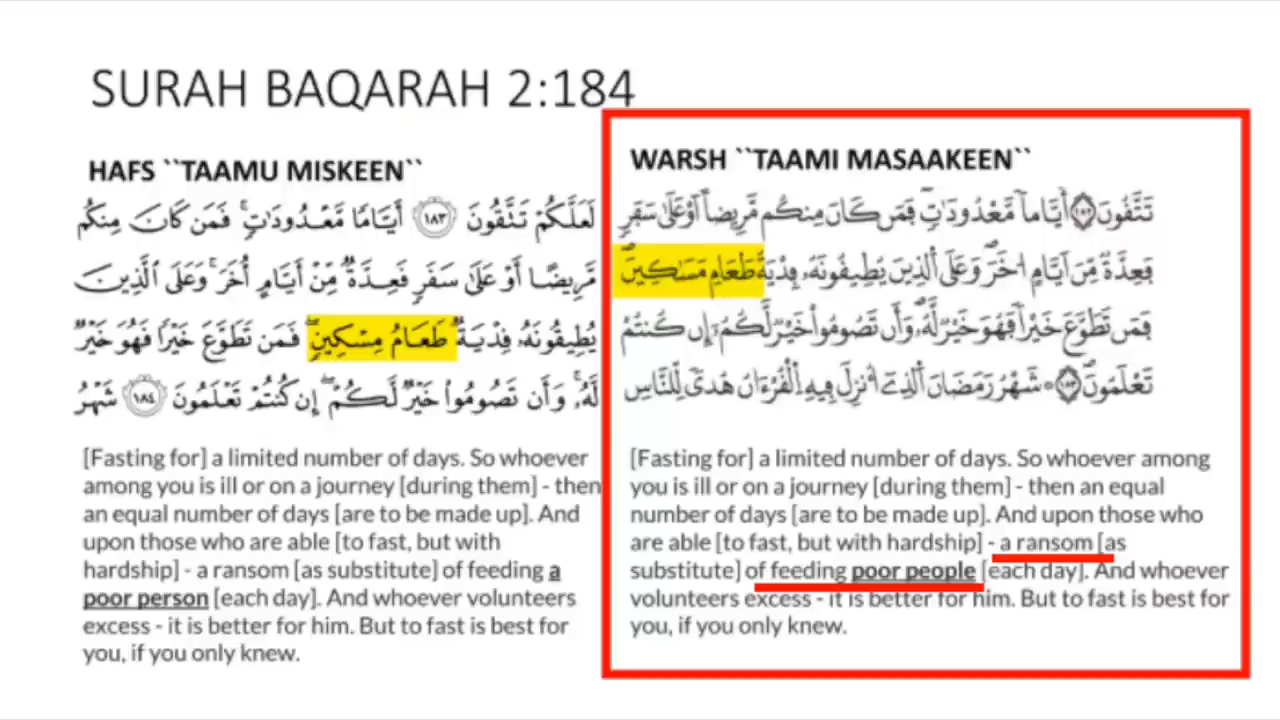 SURAH BAQARAH 2:184
HAFS ``TAAMU MISKEEN``
لَعَلَّكُمْ تَتَّقُونَ ١٨٣ أَيَّامًا مَّعْدُودَٰتٍ ۚ فَمَن كَانَ مِنكُم
مَّرِيضًا أَوْ عَلَىٰ سَفَرٍ فَعِدَّةٌ مِّنْ أَيَّامٍ أُخَرَ ۚ وَعَلَى ٱلَّذِينَ
يُطِيقُونَهُۥ فِدْيَةٌ طَعَامُ مِسْكِينٍ ۖ فَمَن تَطَوَّعَ خَيْرًا فَهُوَ خَيْرٌ
لَّهُۥ ۚ وَأَن تَصُومُوا۟ خَيْرٌ لَّكُمْ ۖ إِن كُنتُمْ تَعْلَمُونَ ١٨٤ شَهْرُ
[Fasting for] a limited number of days. So whoever
among you is ill or on a journey [during them] - then
an equal number of days [are to be made up]. And
upon those who are able [to fast, but with
hardship] - a ransom [as substitute] of feeding a
poor person [each day]. And whoever volunteers
excess - it is better for him. But to fast is best for
you, if you only knew.
WARSH ``TAAMI MASAAKEEN``
تَتَّقُونَ أَيَّاماً مَّعْدُودَٰتٍ فَمَن كَانَ مِنكُم مَّرِيضاً اَوْ عَلَىٰ سَفَرٍ
فَعِدَّةٌ مِّنَ اَيَّامٍ اُخَرَ وَعَلَى اَلذِينَ يُطِيقُونَهُۥ فِدْيَةُ طَعَامِ مَسَٰكِينَ
فَمَن تَطَوَّعَ خَيْراً فَهُوَ خَيْرٌ لَّهُۥ وَأَن تَصُومُواْ خَيْرٌ لَّكُمُۥٓ إِن كُنتُمْ
تَعْلَمُونَ شَهْرُ رَمَضَانَ اَلذِےٓ أُنزِلَ فِيهِ اِلْقُرْءَانُ هُدىً لِّلنَّاسِ
[Fasting for] a limited number of days. So whoever among
you is ill or on a journey [during them] - then an equal
number of days [are to be made up]. And upon those who
are able [to fast, but with hardship] - a ransom [as
substitute] of feeding poor people [each day]. And whoever
volunteers excess - it is better for him. But to fast is best for
you, if you only knew.